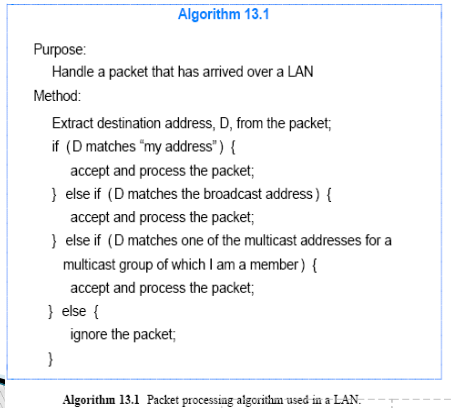 Algorithm 13.1
Purpose:
Handle a packet that has arrived over a LAN
Method:
Extract destination address, D, from the packet;
if (D matches "my address") {
accept and process the packet;
} else if (D matches the broadcast address) {
accept and process the packet;
} else if (D matches one of the multicast addresses for a
multicast group of which I am a member) {
accept and process the packet;
} else {
ignore the packet;
}
Algorithm 13.1 Packet processing algorithm used in a LAN.